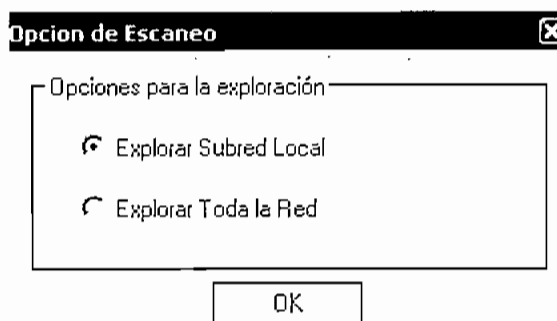 Opcion de Escaneo
Opciones para la exploración
Explorar Subred Local
Explorar Toda la Red
OK